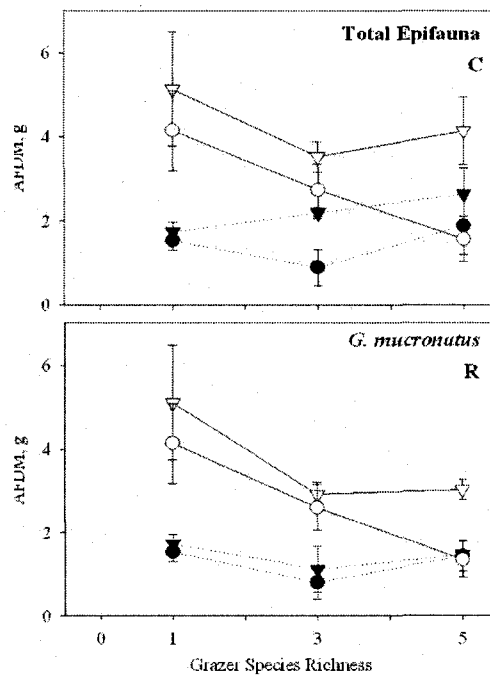 Total Epifauna
C
6
4
2
0
AFDM, g
G. mucronatus
R
6
4
2
0
AFDM, g
0 1 3 5
Grazer Species Richness